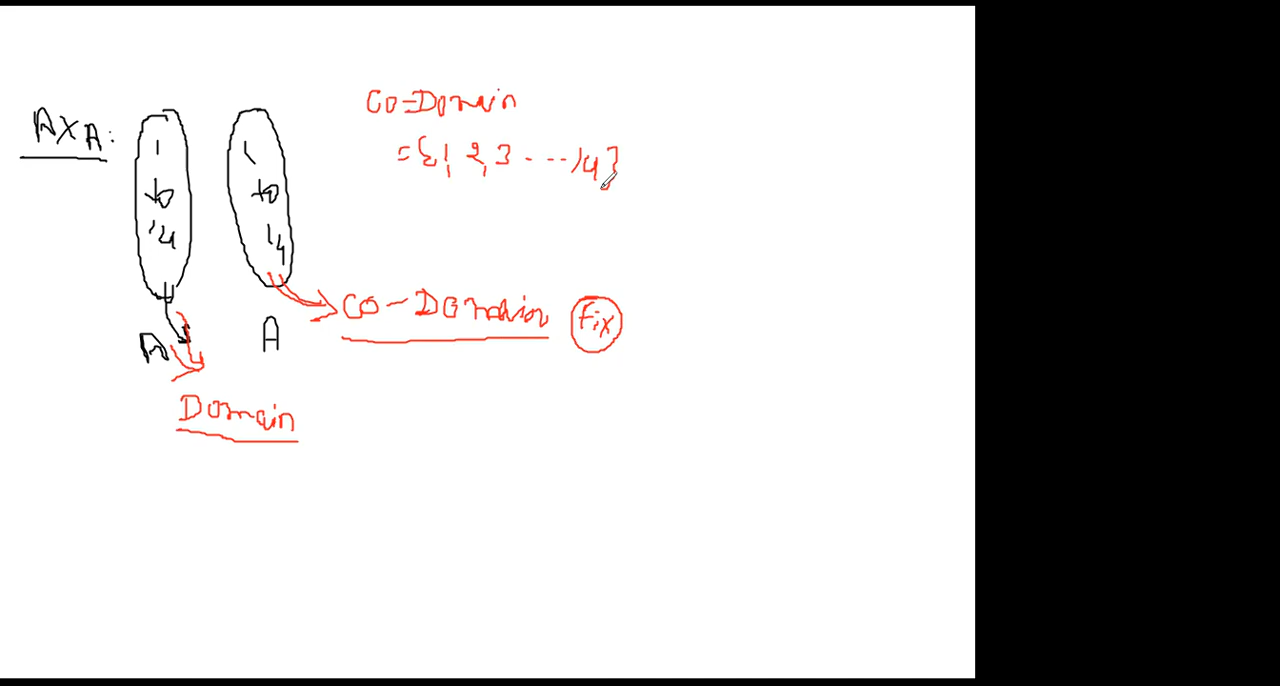 AXA:
1
to
14
A
1
to
14
A
Domain
Co-Domain
={1, 2, 3 ---- 14}
CO-Domain Fix